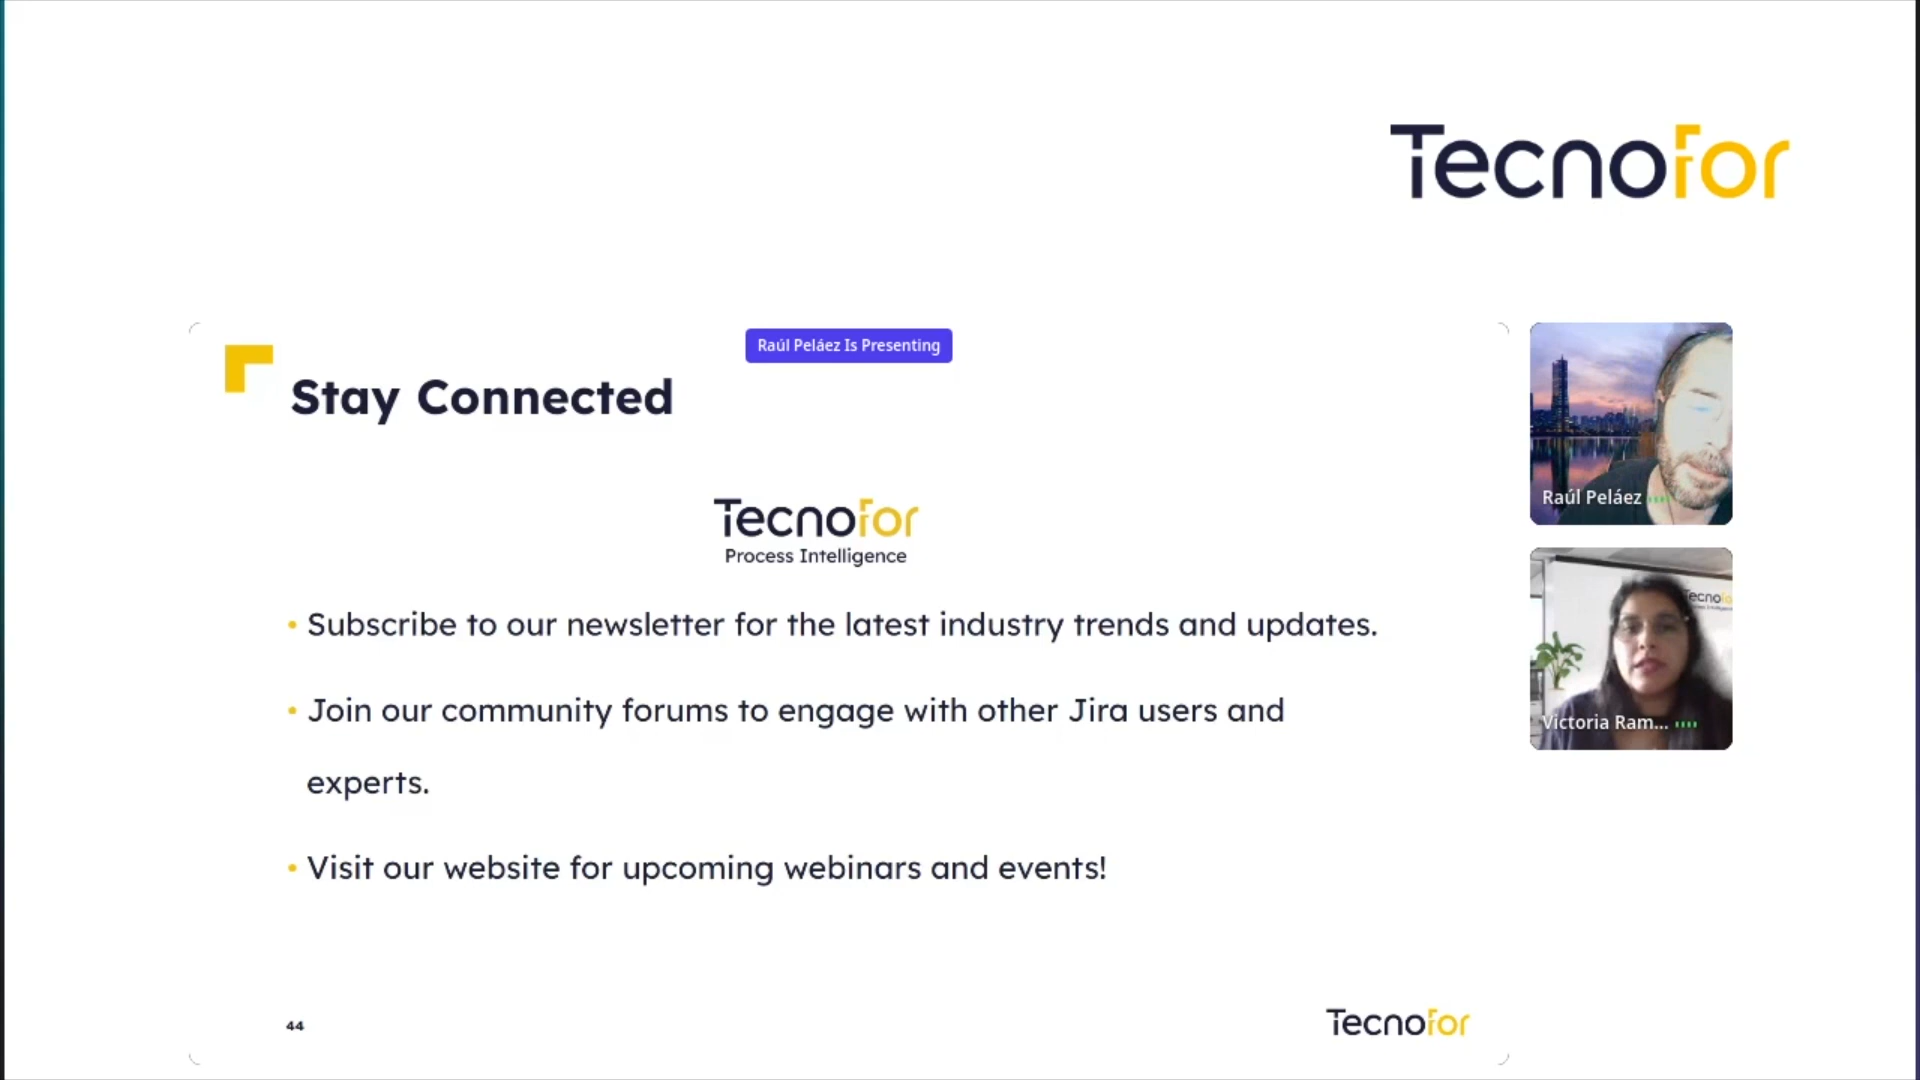 Tecnofor
Raúl Peláez Is Presenting
Stay Connected
Tecnofor
Process Intelligence
• Subscribe to our newsletter for the latest industry trends and updates.
• Join our community forums to engage with other Jira users and
experts.
• Visit our website for upcoming webinars and events!
44
Tecnofor
Raúl Peláez
Victoria Ram...